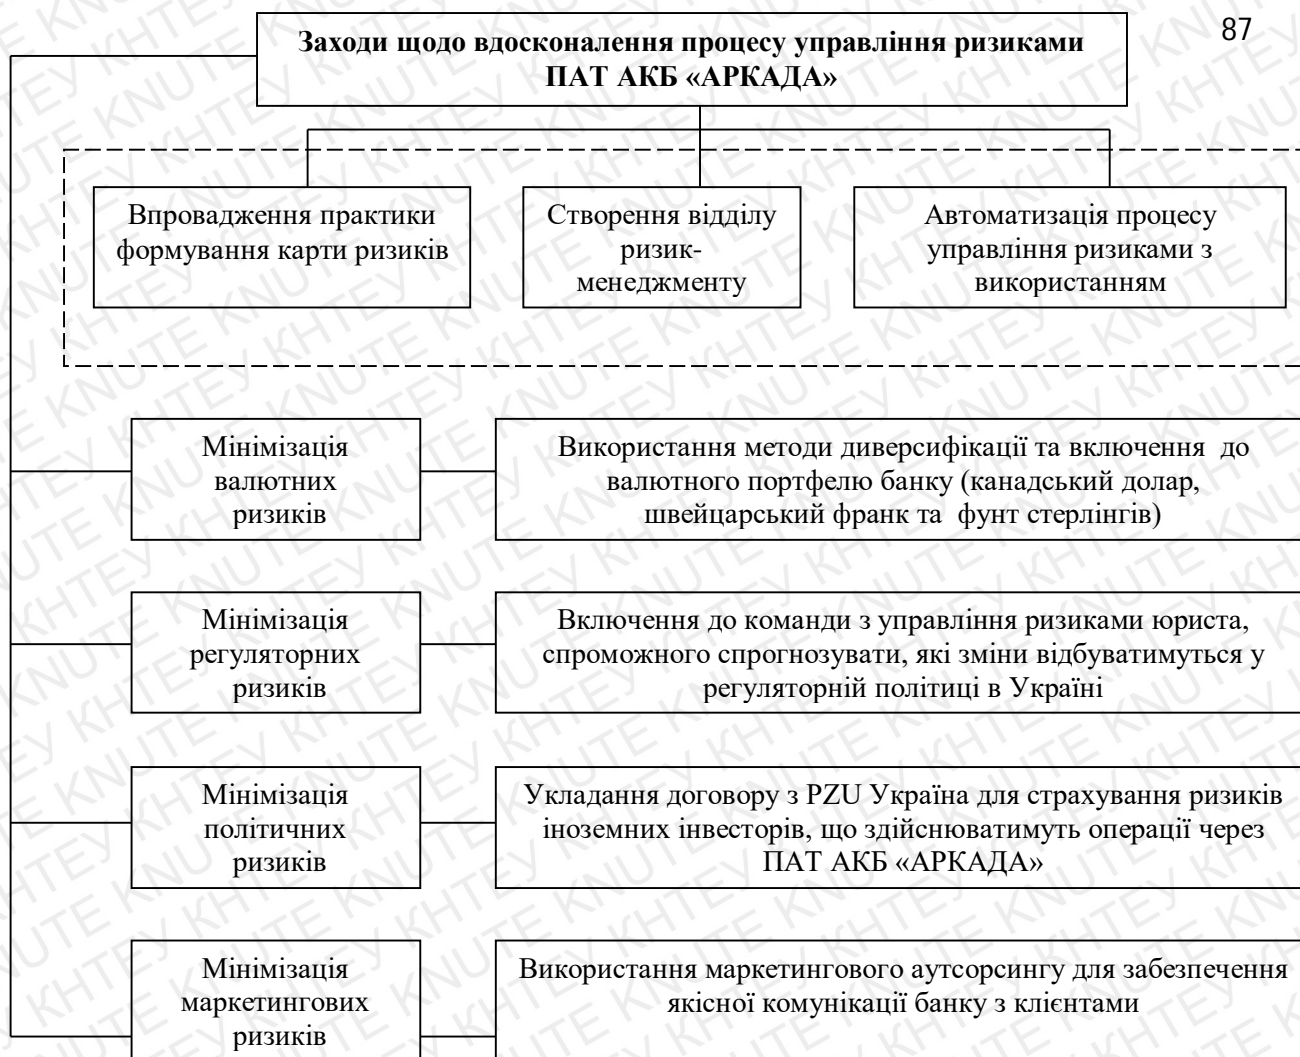 87
Заходи щодо вдосконалення процесу управління ризиками
ПАТ АКБ «АРКАДА»
Впровадження практики
формування карти ризиків
Створення відділу
ризик-
менеджменту
Автоматизація процесу
управління ризиками з
використанням
Мінімізація
валютних
ризиків
Використання методи диверсифікації та включення до
валютного портфелю банку (канадський долар,
швейцарський франк та фунт стерлінгів)
Мінімізація
регуляторних
ризиків
Включення до команди з управління ризиками юриста,
спроможного спрогнозувати, які зміни відбуватимуться у
регуляторній політиці в Україні
Мінімізація
політичних
ризиків
Укладання договору з PZU Україна для страхування ризиків
іноземних інвесторів, що здійснюватимуть операції через
ПАТ АКБ «АРКАДА»
Мінімізація
маркетингових
ризиків
Використання маркетингового аутсорсингу для забезпечення
якісної комунікації банку з клієнтами